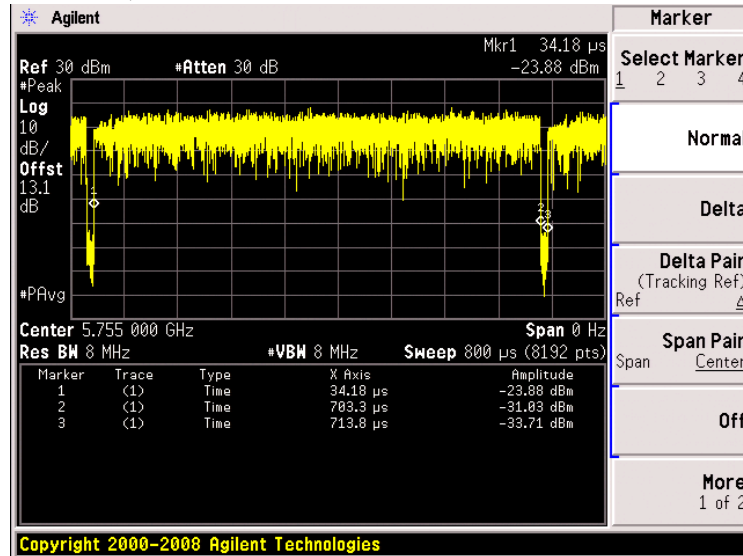 Agilent
Marker
Mkr1 34.18 µs
Ref 30 dBm #Atten 30 dB -23.88 dBm
#Peak
Log
10
dB/
Offst
13.1
dB
1
2
3
#PAvg
Center 5.755 000 GHz Span 0 Hz
Res BW 8 MHz #VBW 8 MHz Sweep 800 µs (8192 pts)
Marker Trace Type X Axis Amplitude
1 (1) Time 34.18 µs -23.88 dBm
2 (1) Time 703.3 µs -31.03 dBm
3 (1) Time 713.8 µs -33.71 dBm
Select Marker
1 2 3 4
Normal
Delta
Delta Pair
(Tracking Ref)
Ref Δ
Span Pair
Span Center
Off
More
1 of 2
Copyright 2000-2008 Agilent Technologies